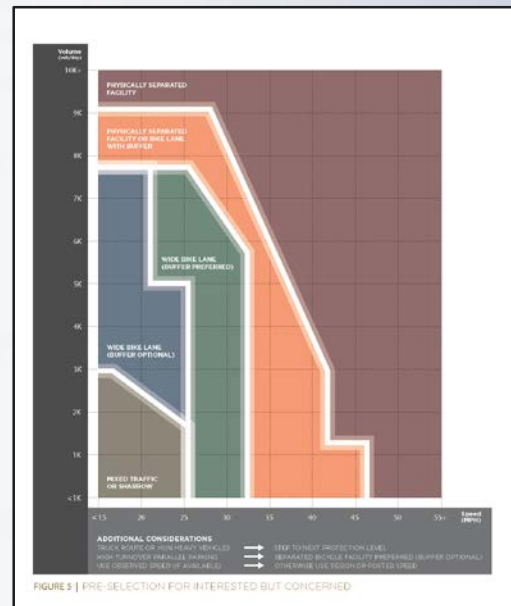 Volume
(veh/day)
10K+
9K
8K
7K
6K
5K
4K
3K
2K
1K
<1K
PHYSICALLY SEPARATED
FACILITY
PHYSICALLY SEPARATED
FACILITY OR BIKE LANE
WITH BUFFER
WIDE BIKE LANE
(BUFFER PREFERRED)
WIDE BIKE LANE
(BUFFER OPTIONAL)
MIXED TRAFFIC
OR SHARROW
<15 20 25 30 35 40 45 50 55+
Speed
(MPH)
ADDITIONAL CONSIDERATIONS
TRUCK ROUTE OR HIGH HEAVY VEHICLES STEP TO NEXT PROTECTION LEVEL
HIGH TURNOVER PARALLEL PARKING SEPARATED BICYCLE FACILITY PREFERRED (BUFFER OPTIONAL)
USE OBSERVED SPEED (IF AVAILABLE) OTHERWISE USE DESIGN OR POSTED SPEED
FIGURE 5 | PRE-SELECTION FOR INTERESTED BUT CONCERNED